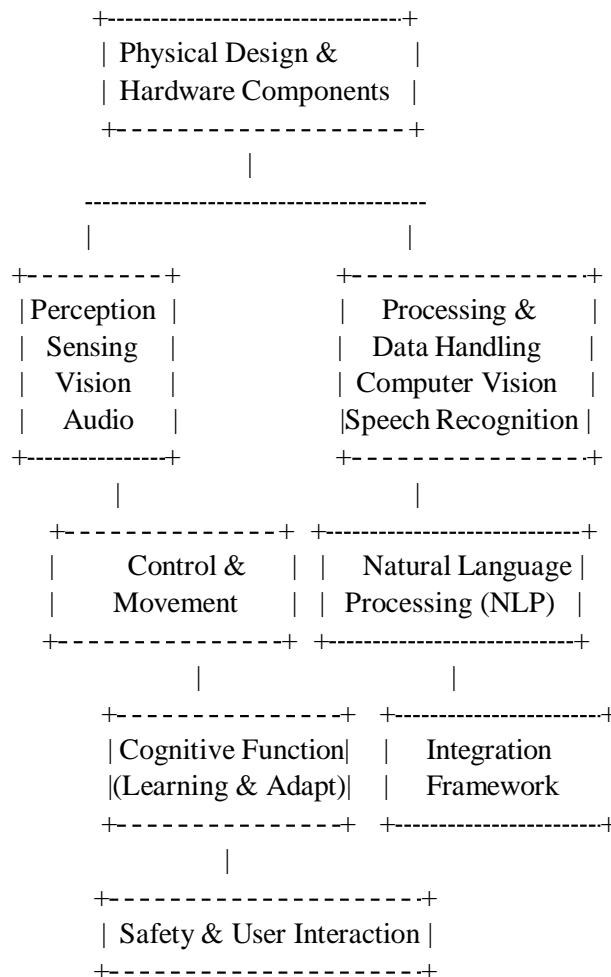 Physical Design &
Hardware Components
Perception
Sensing
Vision
Audio
Processing &
Data Handling
Computer Vision
Speech Recognition
Control &
Movement
Natural Language
Processing (NLP)
Cognitive Function
(Learning & Adapt)
Integration
Framework
Safety & User Interaction